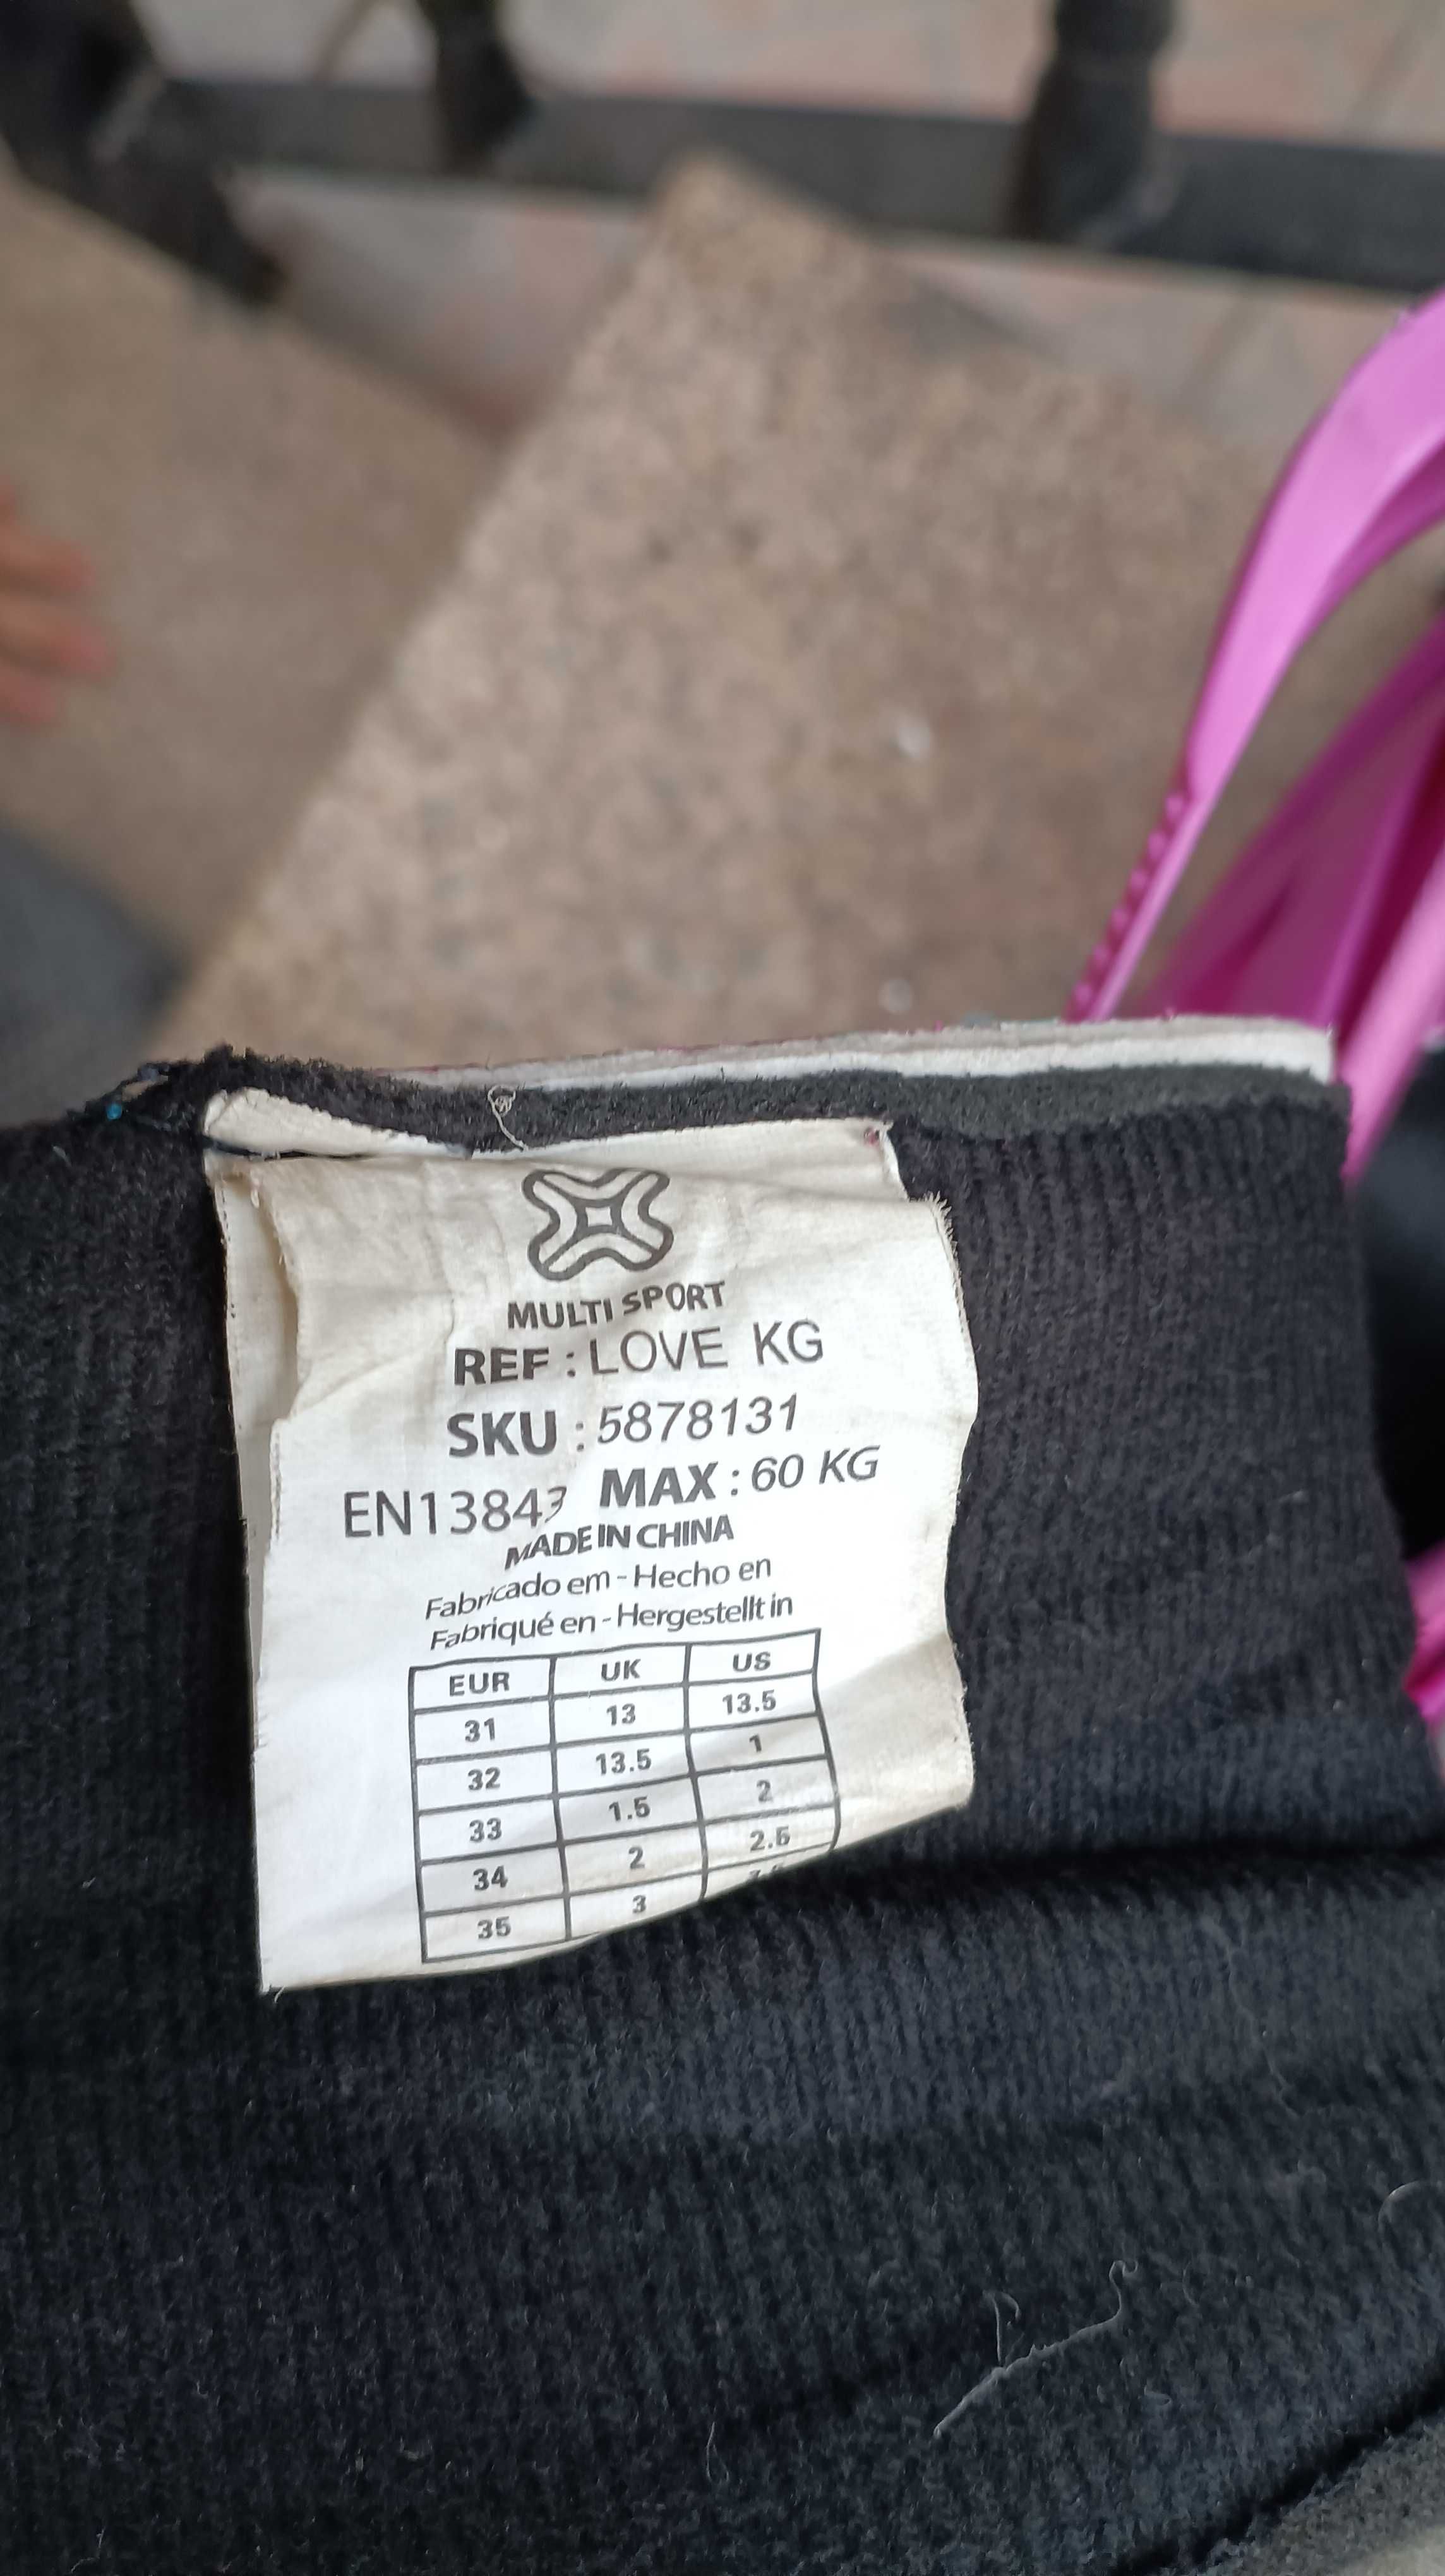 MULTI SPORT
REF : LOVE KG
SKU : 5878131
EN13843 MAX : 60 KG
MADE IN CHINA
Fabricado em - Hecho en
Fabriqué en - Hergestellt in
EUR UK US
31 13 13.5
32 13.5 1
33 1.5 2
34 2 2.5
35 3